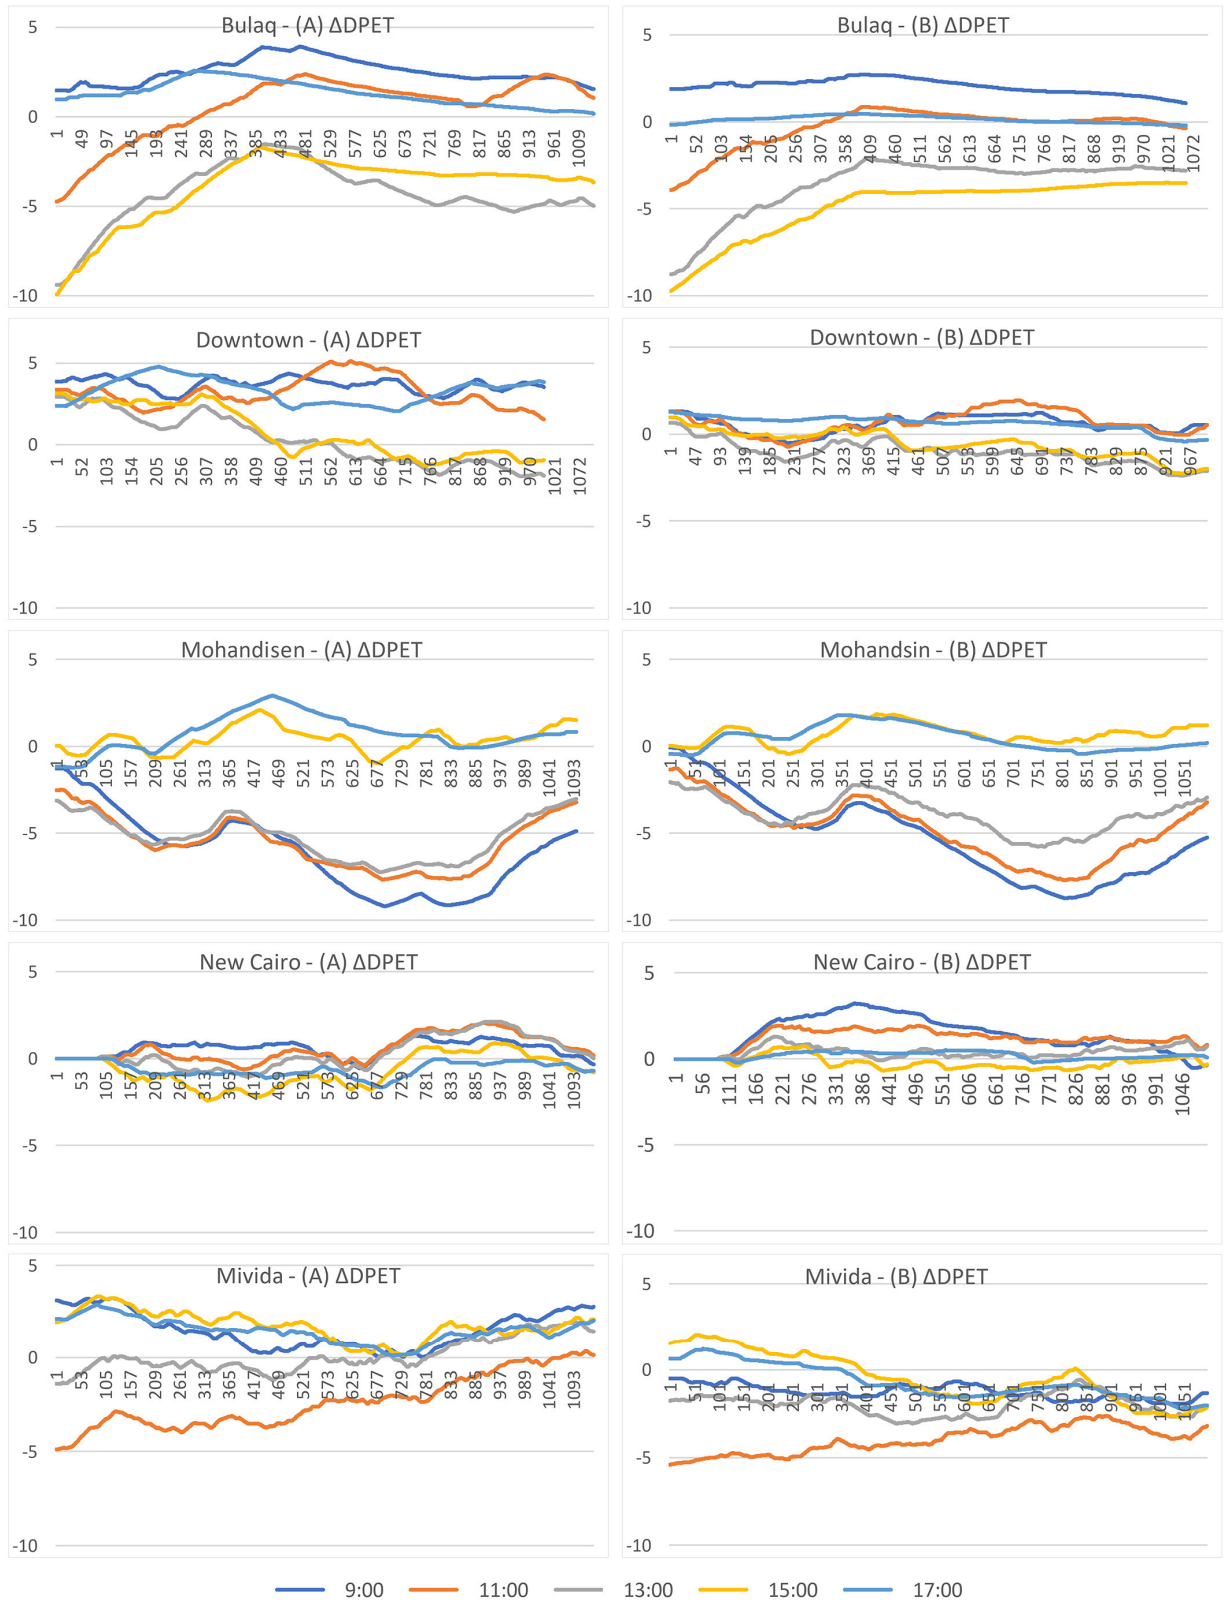 Bulaq - (A) ΔDPET
5
0
1 49 97 145 193 241 289 337 385 433 481 529 577 625 673 721 769 817 865 913 961 1009
-5
-10
Bulaq - (B) ΔDPET
5
0
1 52 103 154 205 256 307 358 409 460 511 562 613 664 715 766 817 868 919 970 1021 1072
-5
-10
Downtown - (A) ΔDPET
5
0
1 52 103 154 205 256 307 358 409 460 511 562 613 664 715 766 817 868 919 970 1021 1072
-5
-10
Downtown - (B) ΔDPET
5
0
1 47 93 139 185 231 277 323 369 415 461 507 553 599 645 691 737 783 829 875 921 967
-5
-10
Mohandisen - (A) ΔDPET
5
0
1 53 105 157 209 261 313 365 417 469 521 573 625 677 729 781 833 885 937 989 1041 1093
-5
-10
Mohandsin - (B) ΔDPET
5
0
1 51 101 151 201 251 301 351 401 451 501 551 601 651 701 751 801 851 901 951 1001 1051
-5
-10
New Cairo - (A) ΔDPET
5
0
1 53 105 157 209 261 313 365 417 469 521 573 625 677 729 781 833 885 937 989 1041 1093
-5
-10
New Cairo - (B) ΔDPET
5
0
1 56 111 166 221 276 331 386 441 496 551 606 661 716 771 826 881 936 991 1046
-5
-10
Mivida - (A) ΔDPET
5
0
1 53 105 157 209 261 313 365 417 469 521 573 625 677 729 781 833 885 937 989 1041 1093
-5
-10
Mivida - (B) ΔDPET
5
0
1 51 101 151 201 251 301 351 401 451 501 551 601 651 701 751 801 851 901 951 1001 1051
-5
-10
9:00 11:00 13:00 15:00 17:00